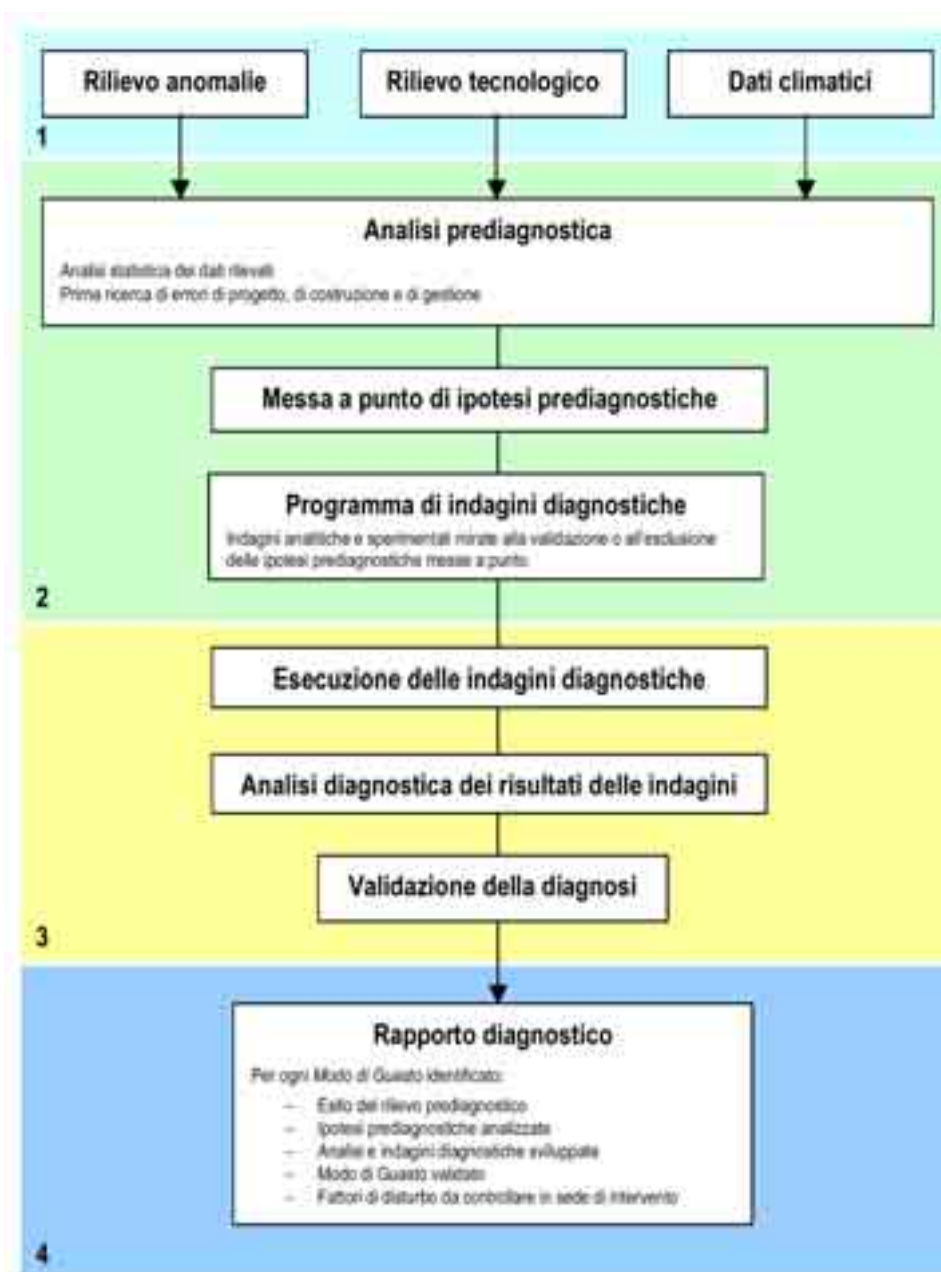 Rilievo anomalie
Rilievo tecnologico
Dati climatici
1
Analisi prediagnostica
Analisi statistica dei dati rilevati
Prima ricerca di errori di progetto, di costruzione e di gestione
Messa a punto di ipotesi prediagnostiche
Programma di indagini diagnostiche
Indagini analitiche e sperimentali mirate alla validazione o all'esclusione
delle ipotesi prediagnostiche messe a punto
2
Esecuzione delle indagini diagnostiche
Analisi diagnostica dei risultati delle indagini
Validazione della diagnosi
3
Rapporto diagnostico
Per ogni Modo di Guasto identificato:
– Esito del rilievo prediagnostico
– Ipotesi prediagnostiche analizzate
– Analisi e indagini diagnostiche sviluppate
– Modo di Guasto validato
– Fattori di disturbo da controllare in sede di intervento
4